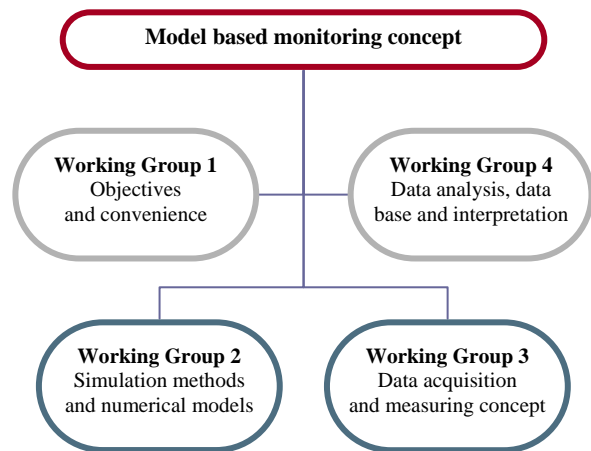 Model based monitoring concept
Working Group 1
Objectives
and convenience
Working Group 4
Data analysis, data
base and interpretation
Working Group 2
Simulation methods
and numerical models
Working Group 3
Data acquisition
and measuring concept